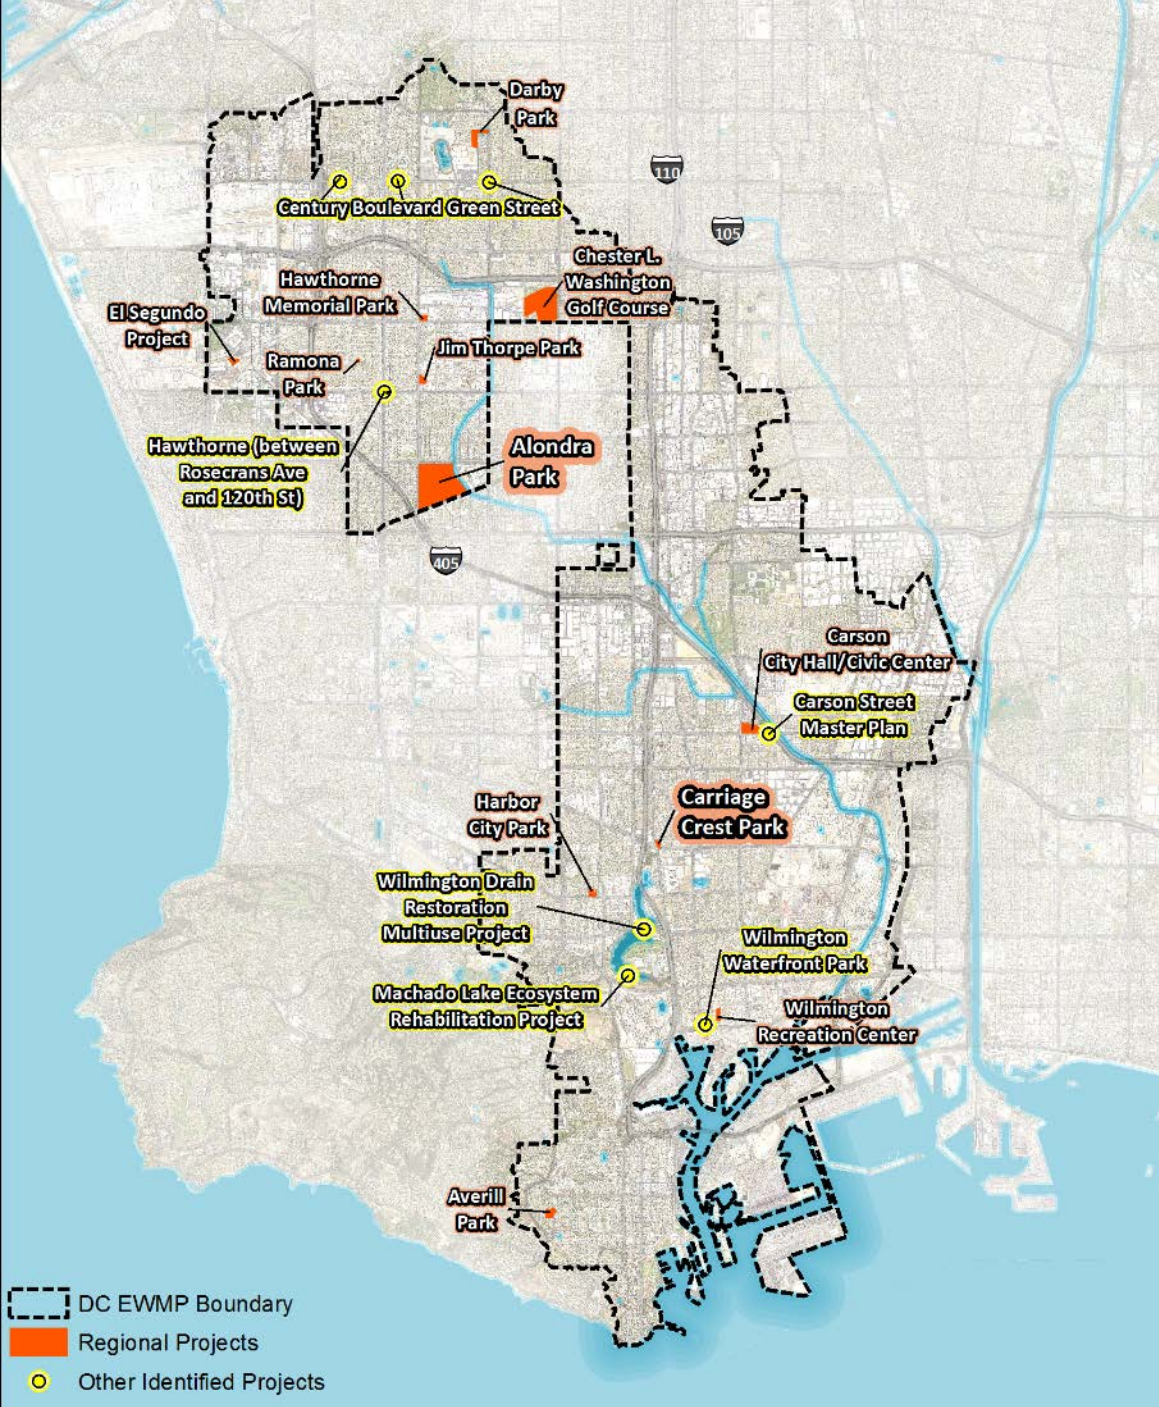 Darby
Park
110
Century Boulevard Green Street
105
Chester L.
Washington
Golf Course
Hawthorne
Memorial Park
El Segundo
Project
Jim Thorpe Park
Ramona
Park
Hawthorne (between
Rosecrans Ave
and 120th St)
Alondra
Park
405
Carson
City Hall/Civic Center
Carson Street
Master Plan
Harbor
City Park
Carriage
Crest Park
Wilmington Drain
Restoration
Multiuse Project
Wilmington
Waterfront Park
Machado Lake Ecosystem
Rehabilitation Project
Wilmington
Recreation Center
Averill
Park
DC EWMP Boundary
Regional Projects
Other Identified Projects